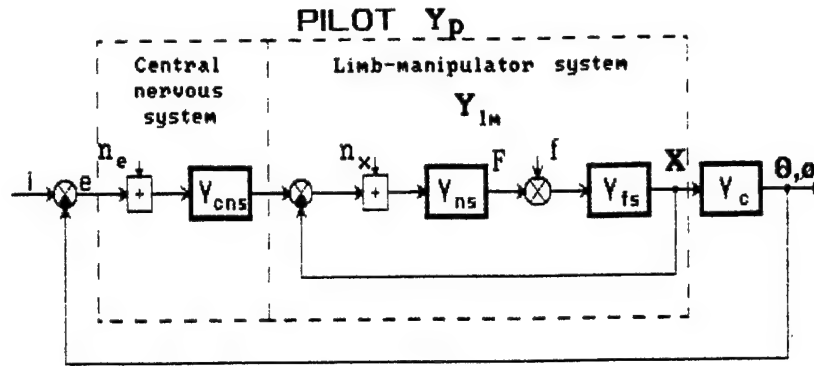 PILOT Yp
Central nervous system
Limb-manipulator system
Ylm
ne
nx
F
f
X
θ,ø
i
e
+
Ycns
+
Yns
Yfs
Yc